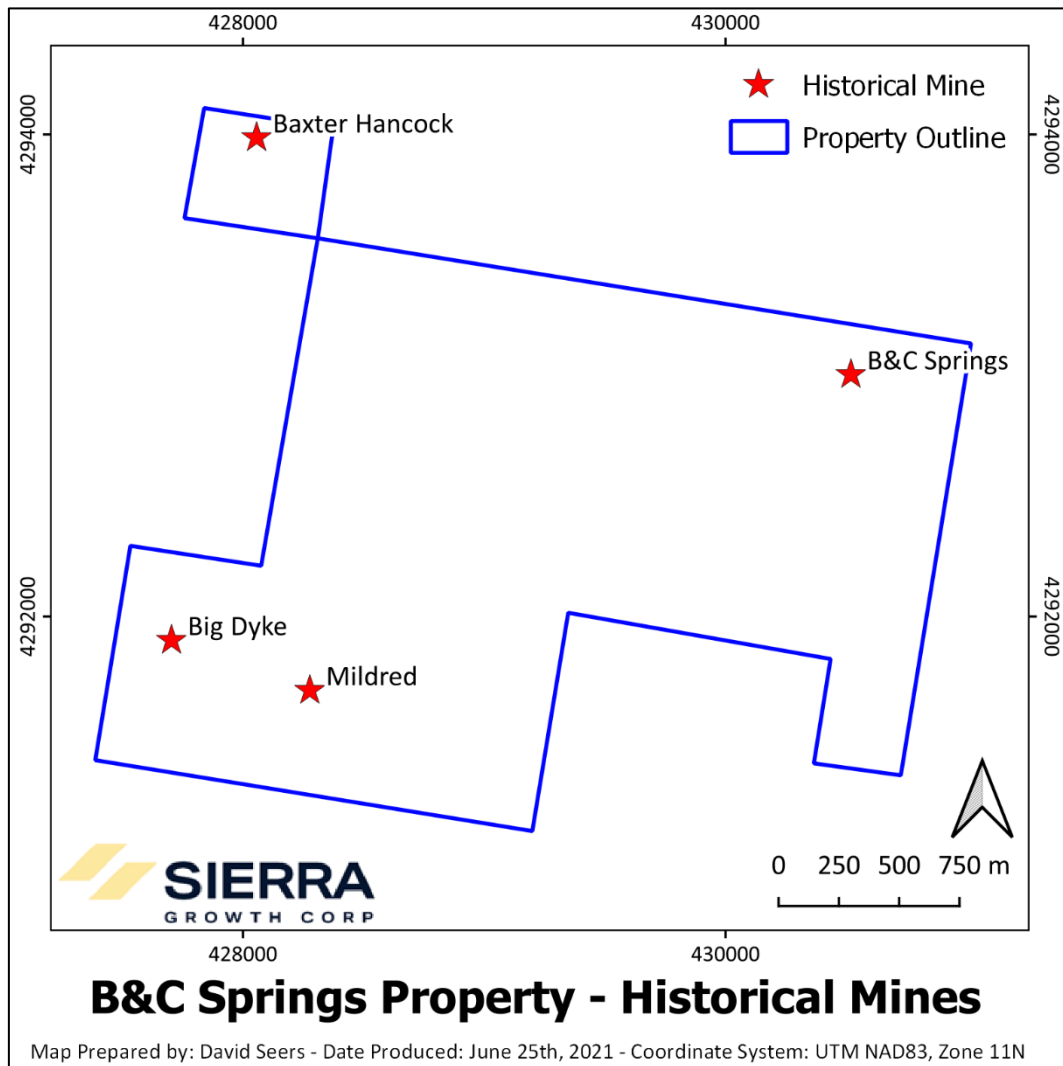 428000
430000
4294000
4294000
Historical Mine
Property Outline
Baxter Hancock
B&C Springs
4292000
4292000
Big Dyke
Mildred
0 250 500 750 m
SIERRA
GROWTH CORP
428000
430000
B&C Springs Property - Historical Mines
Map Prepared by: David Seers - Date Produced: June 25th, 2021 - Coordinate System: UTM NAD83, Zone 11N